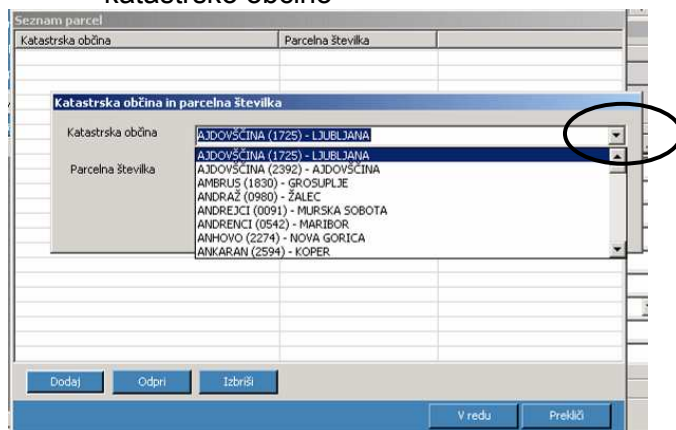 katastrske občine
Seznam parcel
Katastrska občina Parcelna številka
Katastrska občina in parcelna številka
Katastrska občina AJDOVŠČINA (1725) - LJUBLJANA
AJDOVŠČINA (1725) - LJUBLJANA
Parcelna številka AJDOVŠČINA (2392) - AJDOVŠČINA
AMBRUS (1830) - GROSUPLJE
ANDRAŽ (0980) - ŽALEC
ANDREJCI (0091) - MURSKA SOBOTA
ANDRENCI (0542) - MARIBOR
ANHOVO (2274) - NOVA GORICA
ANKARAN (2594) - KOPER
Dodaj Odpri Izbriši
V redu Prekliči